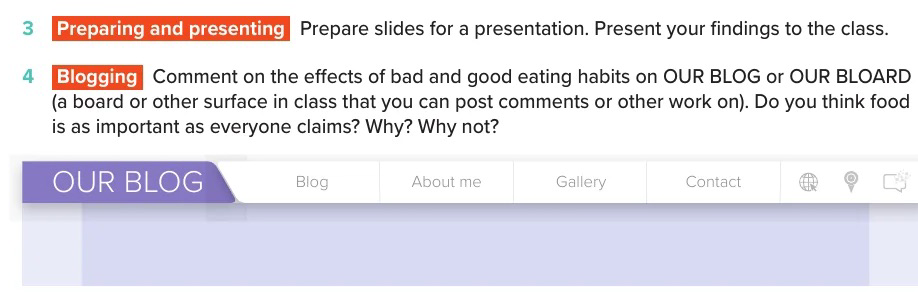 3 Preparing and presenting Prepare slides for a presentation. Present your findings to the class.
4 Blogging Comment on the effects of bad and good eating habits on OUR BLOG or OUR BLOARD
(a board or other surface in class that you can post comments or other work on). Do you think food
is as important as everyone claims? Why? Why not?
OUR BLOG Blog About me Gallery Contact